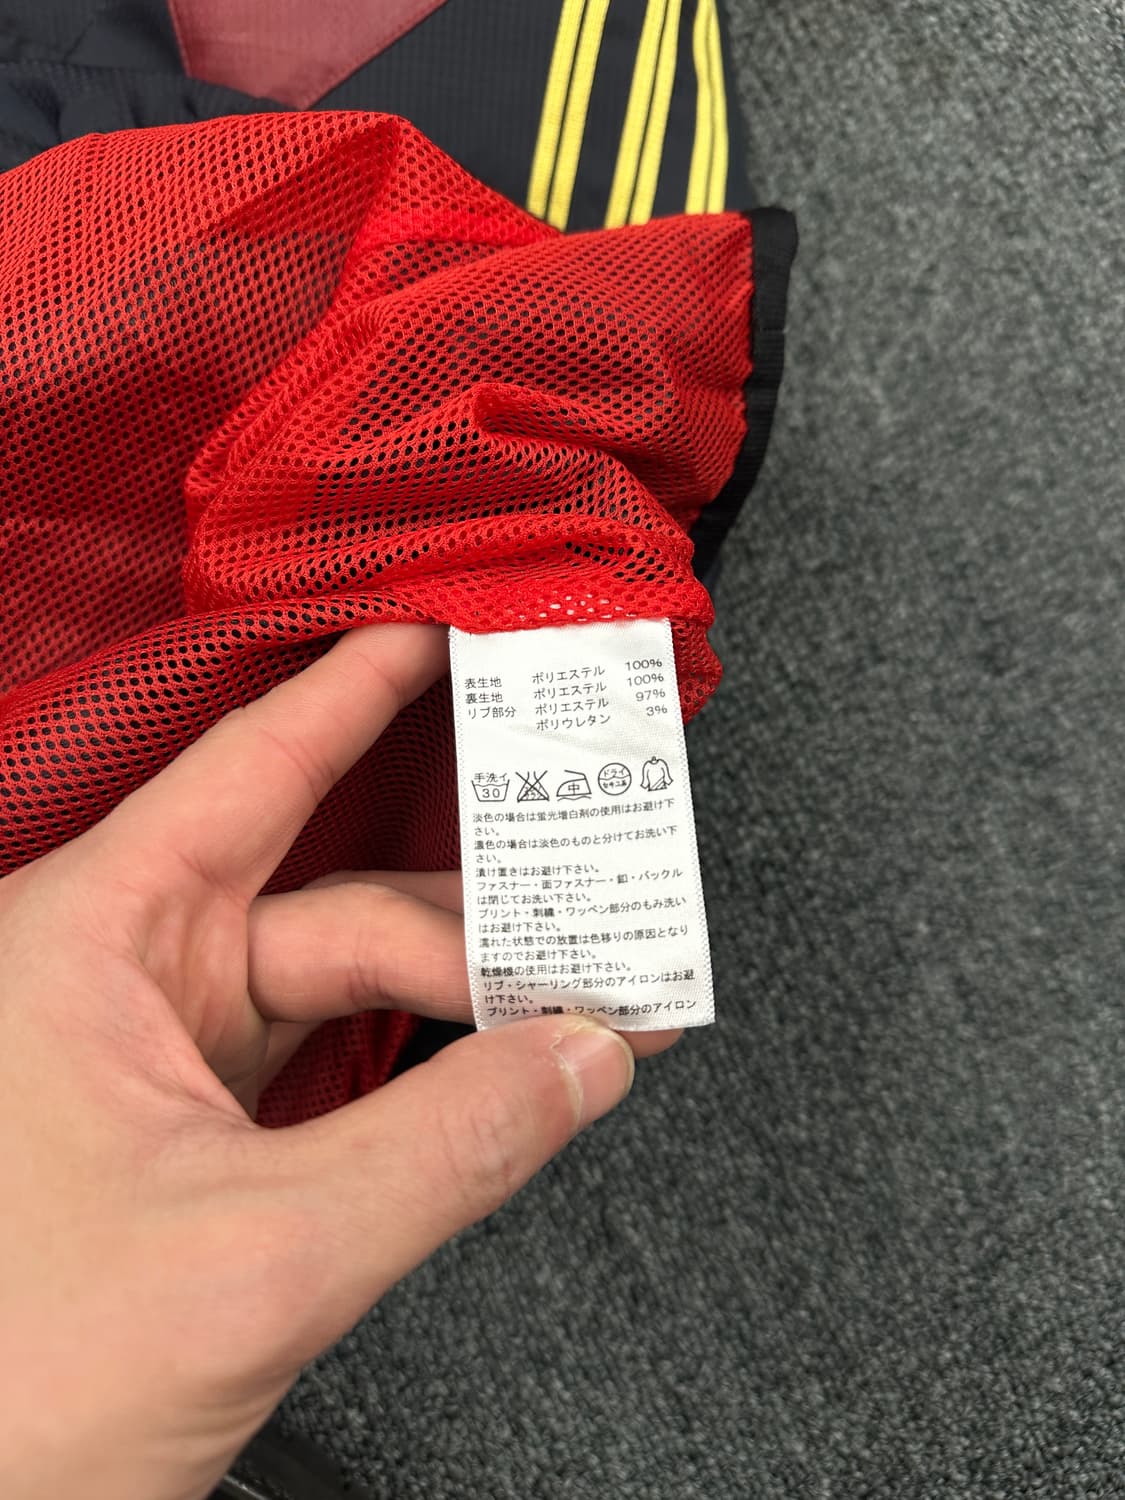 表生地 ポリエステル 100%
裏生地 ポリエステル 100%
リブ部分 ポリエステル 97%
ポリウレタン 3%
手洗イ
30
中
ドライ
セキユ系
淡色の場合は蛍光増白剤の使用はお避け下
さい。
濃色の場合は淡色のものと分けてお洗い下
さい。
漬け置きはお避け下さい。
ファスナー・面ファスナー・釦・バックル
は閉じてお洗い下さい。
プリント・刺繍・ワッペン部分のもみ洗い
はお避け下さい。
濡れた状態での放置は色移りの原因となり
ますのでお避け下さい。
乾燥機の使用はお避け下さい。
リブ・シャーリング部分のアイロンはお避
け下さい。
プリント・刺繍・ワッペン部分のアイロン